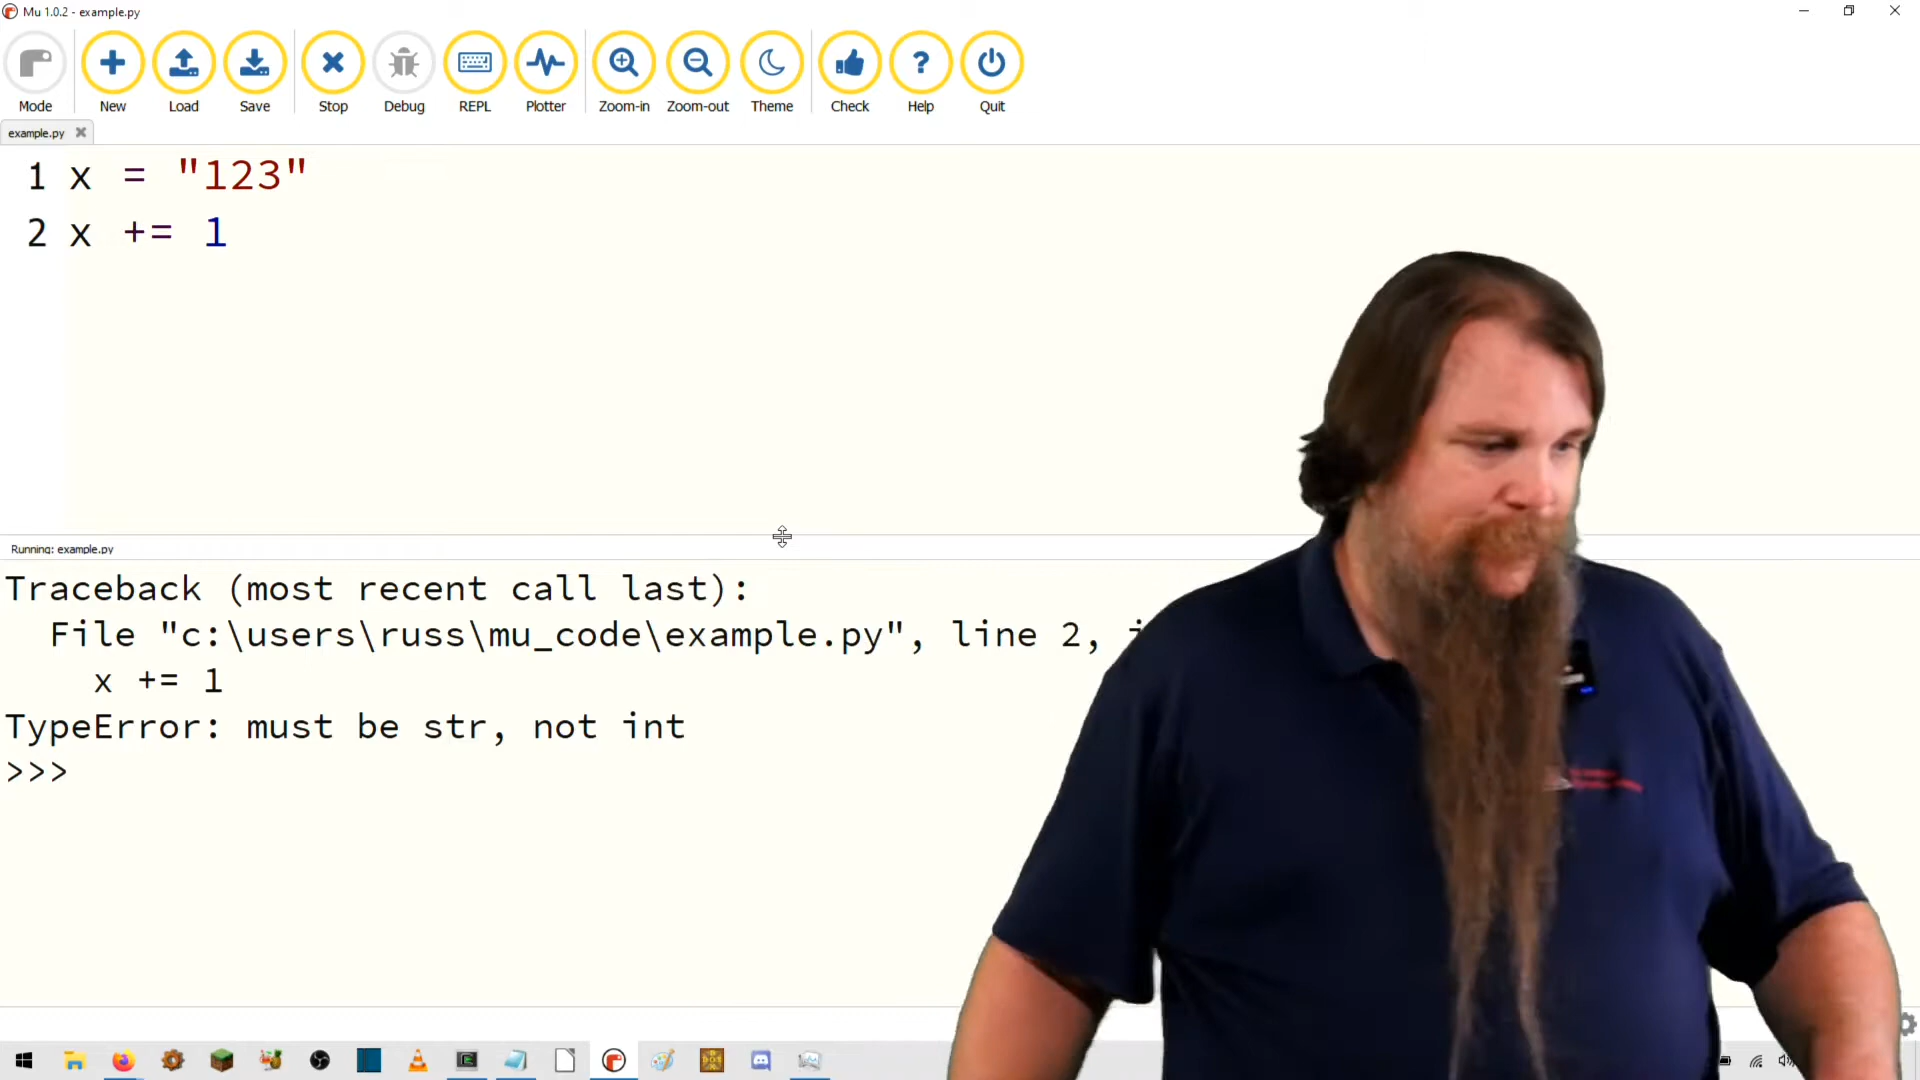 Mu 1.0.2 - example.py
Mode New Load Save Stop Debug REPL Plotter Zoom-in Zoom-out Theme Check Help Quit
example.py
1 x = "123"
2 x += 1
Running: example.py
Traceback (most recent call last):
File "c:\users\russ\mu_code\example.py", line 2,
x += 1
TypeError: must be str, not int
>>>